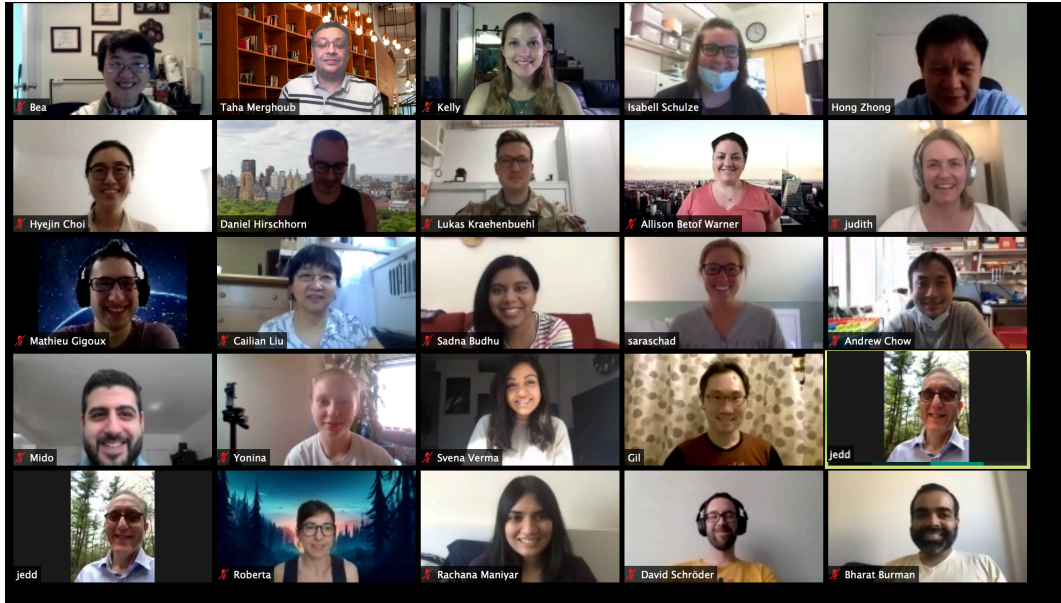 Bea
Taha Merghoub
Kelly
Isabell Schulze
Hong Zhong
Hyejin Choi
Daniel Hirschhorn
Lukas Kraehenbuehl
Allison Betof Warner
judith
Mathieu Gigoux
Cailian Liu
Sadna Budhu
saraschad
Andrew Chow
Mido
Yonina
Svena Verma
Gil
jedd
jedd
Roberta
Rachana Maniyar
David Schröder
Bharat Burman